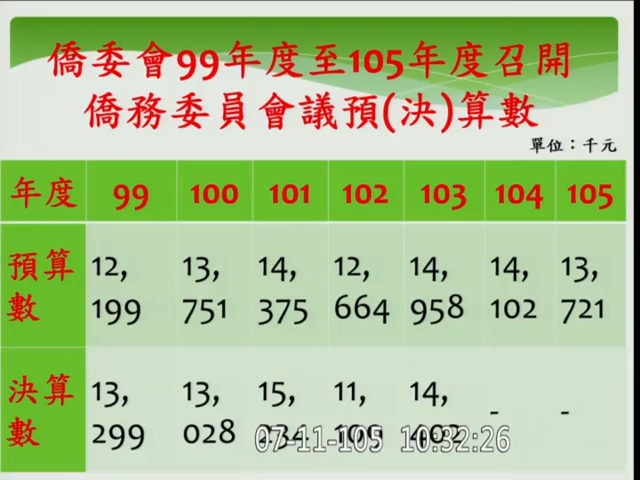 僑委會99年度至105年度召開
僑務委員會議預(決)算數
單位：千元
年度 99 100 101 102 103 104 105
預算數 12,199 13,751 14,375 12,664 14,958 14,102 13,721
決算數 13,299 13,028 15, 11, 14, - -
07-11-105 10:32:26